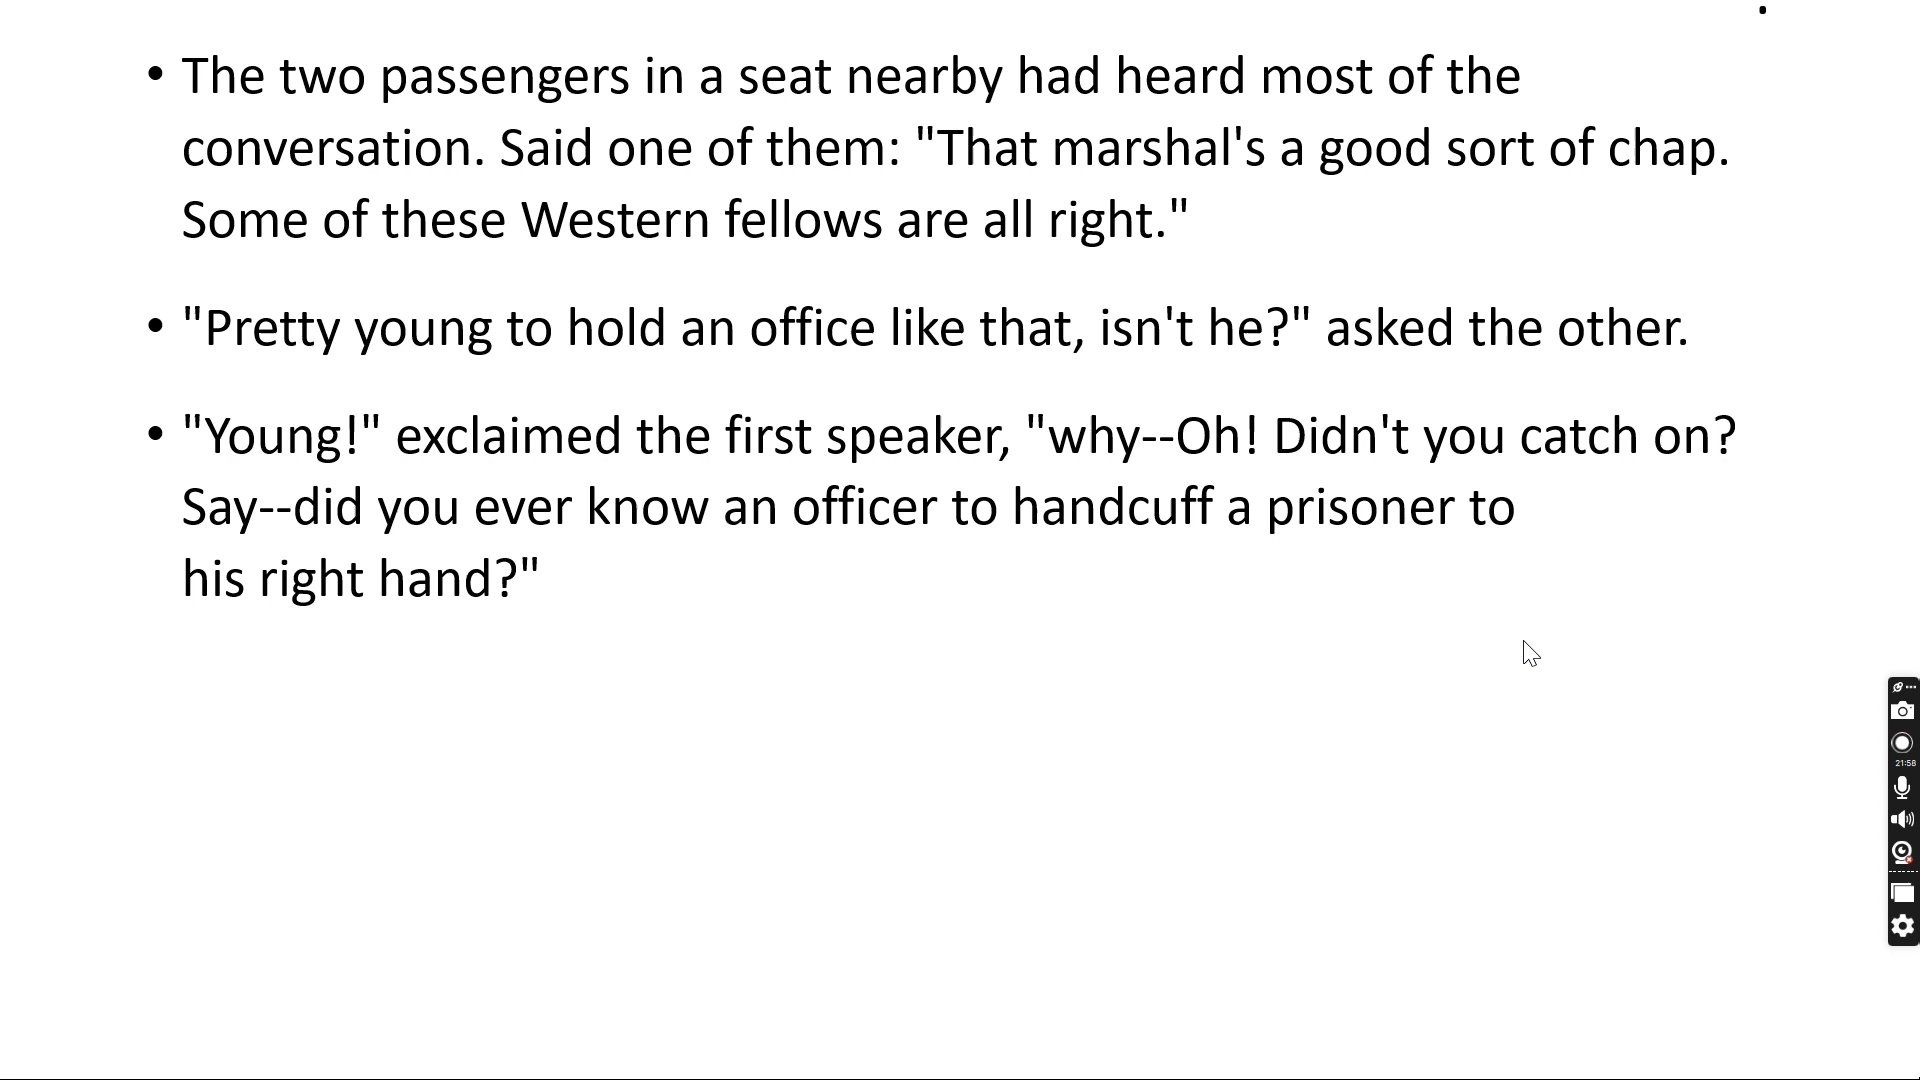 • The two passengers in a seat nearby had heard most of the
conversation. Said one of them: "That marshal's a good sort of chap.
Some of these Western fellows are all right."
• "Pretty young to hold an office like that, isn't he?" asked the other.
• "Young!" exclaimed the first speaker, "why--Oh! Didn't you catch on?
Say--did you ever know an officer to handcuff a prisoner to
his right hand?"
21:58